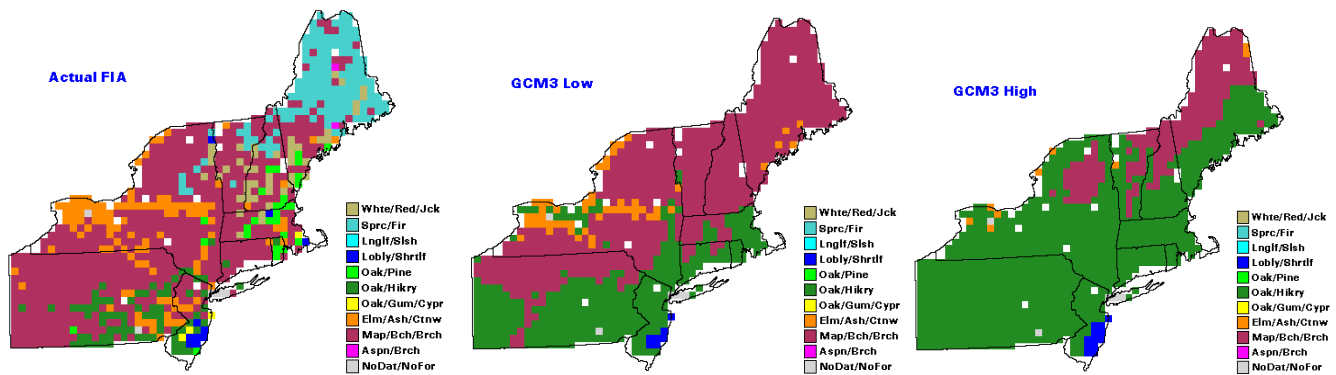 Actual FIA
Whte/Red/Jck
Sprc/Fir
Lnglf/Slsh
Lobly/Shrtlf
Oak/Pine
Oak/Hikry
Oak/Gum/Cypr
Elm/Ash/Ctnw
Map/Bch/Brch
Aspn/Brch
NoDat/NoFor
GCM3 Low
Whte/Red/Jck
Sprc/Fir
Lnglf/Slsh
Lobly/Shrtlf
Oak/Pine
Oak/Hikry
Oak/Gum/Cypr
Elm/Ash/Ctnw
Map/Bch/Brch
Aspn/Brch
NoDat/NoFor
GCM3 High
Whte/Red/Jck
Sprc/Fir
Lnglf/Slsh
Lobly/Shrtlf
Oak/Pine
Oak/Hikry
Oak/Gum/Cypr
Elm/Ash/Ctnw
Map/Bch/Brch
Aspn/Brch
NoDat/NoFor